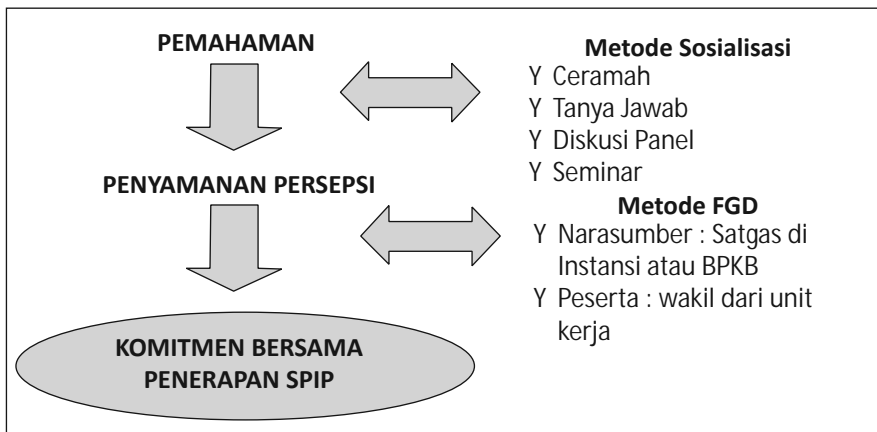 PEMAHAMAN
Metode Sosialisasi
Y Ceramah
Y Tanya Jawab
Y Diskusi Panel
Y Seminar
PENYAMANAN PERSEPSI
Metode FGD
Y Narasumber : Satgas di
Instansi atau BPKB
Y Peserta : wakil dari unit
kerja
KOMITMEN BERSAMA
PENERAPAN SPIP